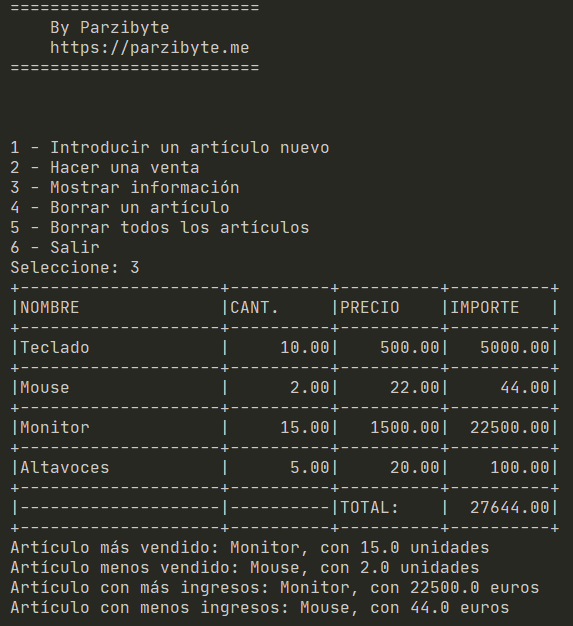 =========================
    By Parzibyte
    https://parzibyte.me
=========================
1 - Introducir un artículo nuevo
2 - Hacer una venta
3 - Mostrar información
4 - Borrar un artículo
5 - Borrar todos los artículos
6 - Salir
Seleccione: 3
+--------------------+----------+----------+----------+
|NOMBRE              |CANT.     |PRECIO    |IMPORTE   |
+--------------------+----------+----------+----------+
|Teclado             |     10.00|    500.00|   5000.00|
+--------------------+----------+----------+----------+
|Mouse               |      2.00|     22.00|     44.00|
+--------------------+----------+----------+----------+
|Monitor             |     15.00|   1500.00|  22500.00|
+--------------------+----------+----------+----------+
|Altavoces           |      5.00|     20.00|    100.00|
+--------------------+----------+----------+----------+
|--------------------|----------|TOTAL:    |  27644.00|
+--------------------+----------+----------+----------+
Artículo más vendido: Monitor, con 15.0 unidades
Artículo menos vendido: Mouse, con 2.0 unidades
Artículo con más ingresos: Monitor, con 22500.0 euros
Artículo con menos ingresos: Mouse, con 44.0 euros